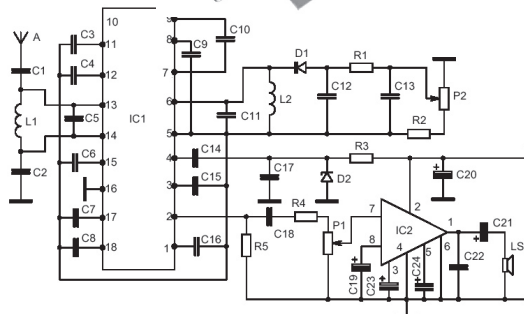 A
C1
L1
C2
C3
C4
C5
C6
C7
C8
10
11
12
13
14
15
16
17
18
IC1
9
8
7
6
5
4
3
2
1
C9
C10
C11
C14
C15
C16
L2
D1
R1
C12
C13
P2
R2
R3
C17
D2
C20
R5
C18
R4
P1
7
8
IC2
2
1
4
3
5
6
C19
C23
C24
C21
C22
LS
+
+
+
+
+